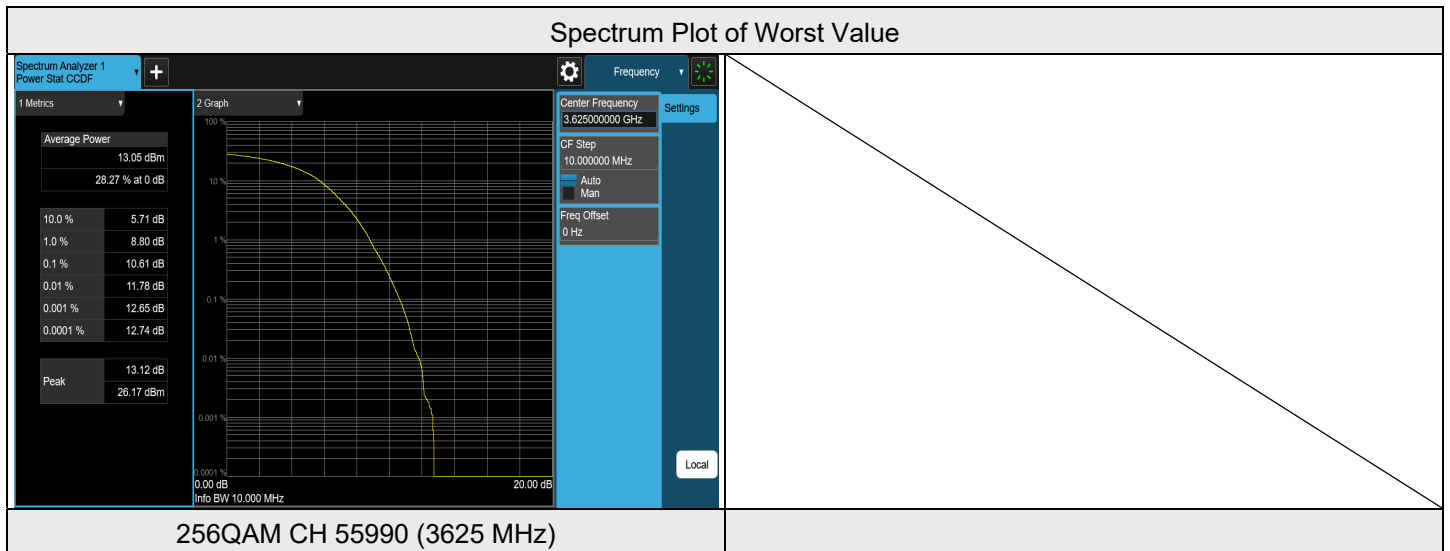 Spectrum Plot of Worst Value
Spectrum Analyzer 1
Power Stat CCDF
+
Frequency
1 Metrics
2 Graph
Settings
Average Power
13.05 dBm
28.27 % at 0 dB
10.0 % 5.71 dB
1.0 % 8.80 dB
0.1 % 10.61 dB
0.01 % 11.78 dB
0.001 % 12.65 dB
0.0001 % 12.74 dB
Peak
13.12 dB
26.17 dBm
100 %
10 %
1 %
0.1 %
0.01 %
0.001 %
0.0001 %
0.00 dB 20.00 dB
Info BW 10.000 MHz
Center Frequency
3.625000000 GHz
CF Step
10.000000 MHz
Auto
Man
Freq Offset
0 Hz
Local
256QAM CH 55990 (3625 MHz)